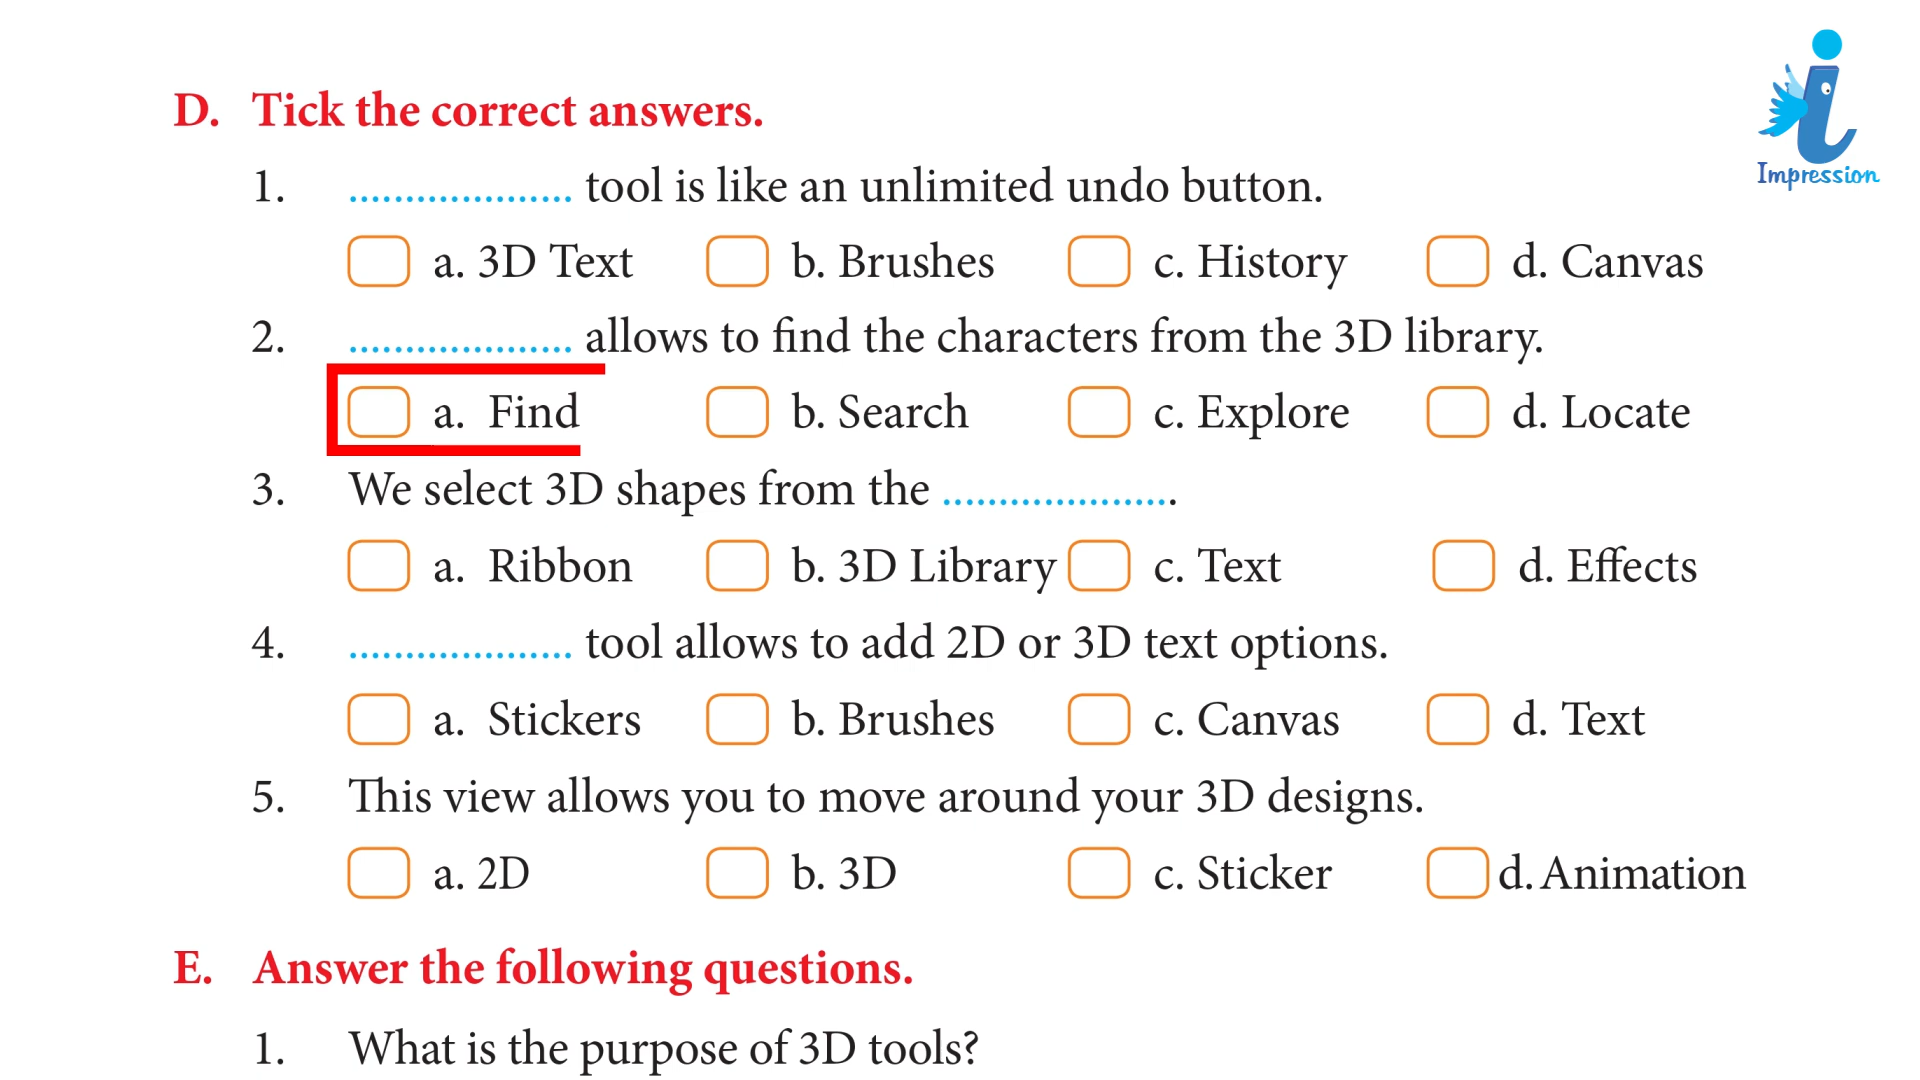 Impression
D. Tick the correct answers.
1. .................... tool is like an unlimited undo button.
a. 3D Text b. Brushes c. History d. Canvas
2. .................... allows to find the characters from the 3D library.
a. Find b. Search c. Explore d. Locate
3. We select 3D shapes from the .....................
a. Ribbon b. 3D Library c. Text d. Effects
4. .................... tool allows to add 2D or 3D text options.
a. Stickers b. Brushes c. Canvas d. Text
5. This view allows you to move around your 3D designs.
a. 2D b. 3D c. Sticker d. Animation
E. Answer the following questions.
1. What is the purpose of 3D tools?